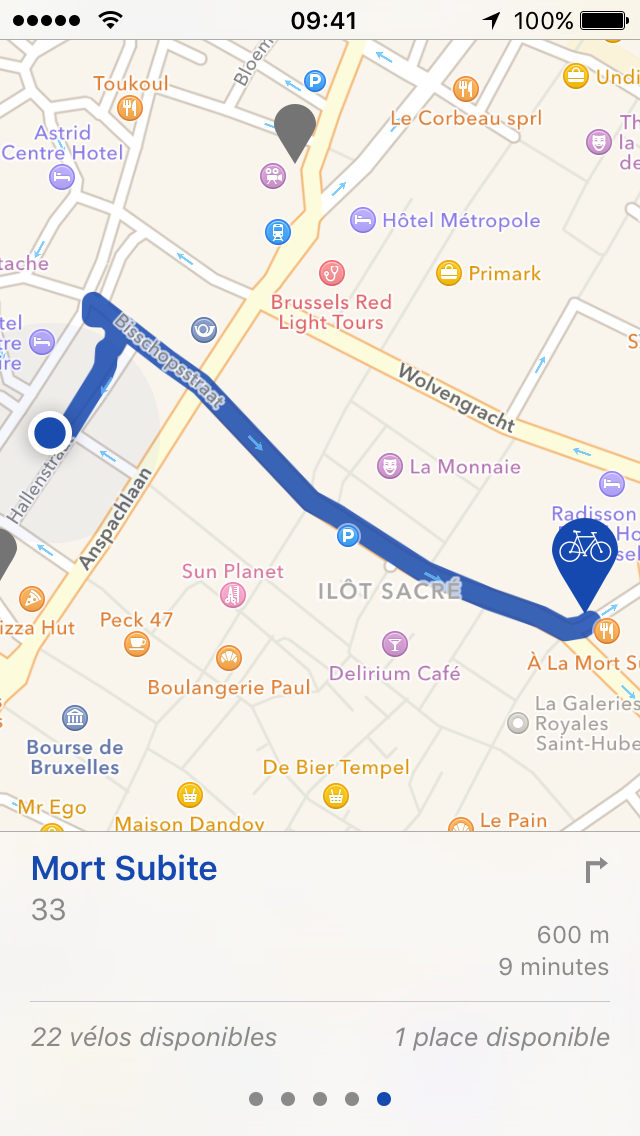 09:41
100%
Bloem
Toukoul
P
Undi
Le Corbeau sprl
Th
la
de
Astrid
Centre Hotel
Hôtel Métropole
tache
Primark
Brussels Red
Light Tours
tel
tre
ire
Bisschopsstraat
Wolvengracht
S
Hallenstraat
Anspachlaan
La Monnaie
Radisson
Ho
sel
P
Sun Planet
ILÔT SACRÉ
izza Hut
Peck 47
Delirium Café
À La Mort Su
Boulangerie Paul
La Galeries
Royales
Saint-Hube
Bourse de
Bruxelles
De Bier Tempel
Mr Ego
Maison Dandoy
Le Pain
Mort Subite
33
600 m
9 minutes
22 vélos disponibles
1 place disponible